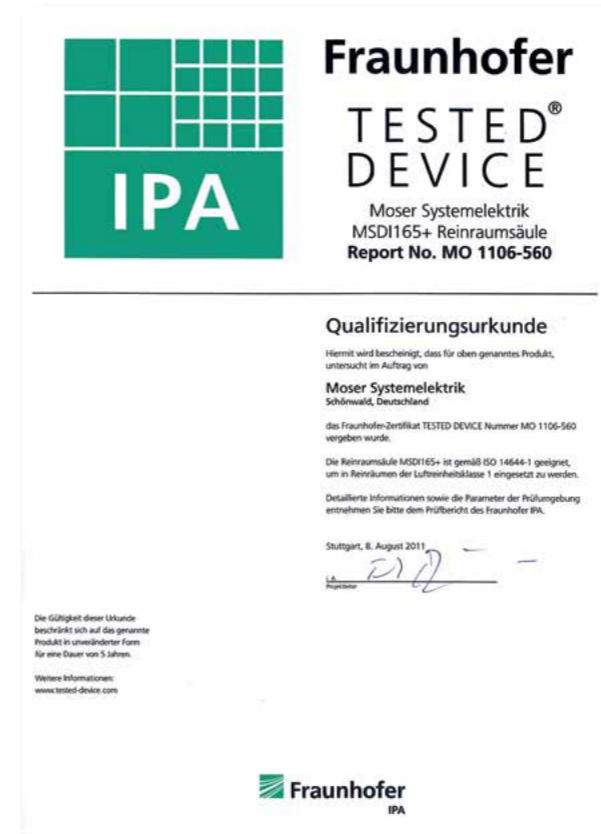 IPA
Fraunhofer
TESTED®
DEVICE
Moser Systemelektrik
MSDI165+ Reinraumsäule
Report No. MO 1106-560
Qualifizierungsurkunde
Hiermit wird bescheinigt, dass für oben genanntes Produkt,
untersucht im Auftrag von
Moser Systemelektrik
Schönwald, Deutschland
das Fraunhofer-Zertifikat TESTED DEVICE Nummer MO 1106-560
vergeben wurde.
Die Reinraumsäule MSDI165+ ist gemäß ISO 14644-1 geeignet,
um in Reinräumen der Luftreinheitsklasse 1 eingesetzt zu werden.
Detaillierte Informationen sowie die Parameter der Prüfumgebung
entnehmen Sie bitte dem Prüfbericht des Fraunhofer IPA.
Stuttgart, 8. August 2011
i.A.
Projektleiter
Die Gültigkeit dieser Urkunde
beschränkt sich auf das genannte
Produkt in unveränderter Form
für eine Dauer von 5 Jahren.
Weitere Informationen:
www.tested-device.com
Fraunhofer
IPA